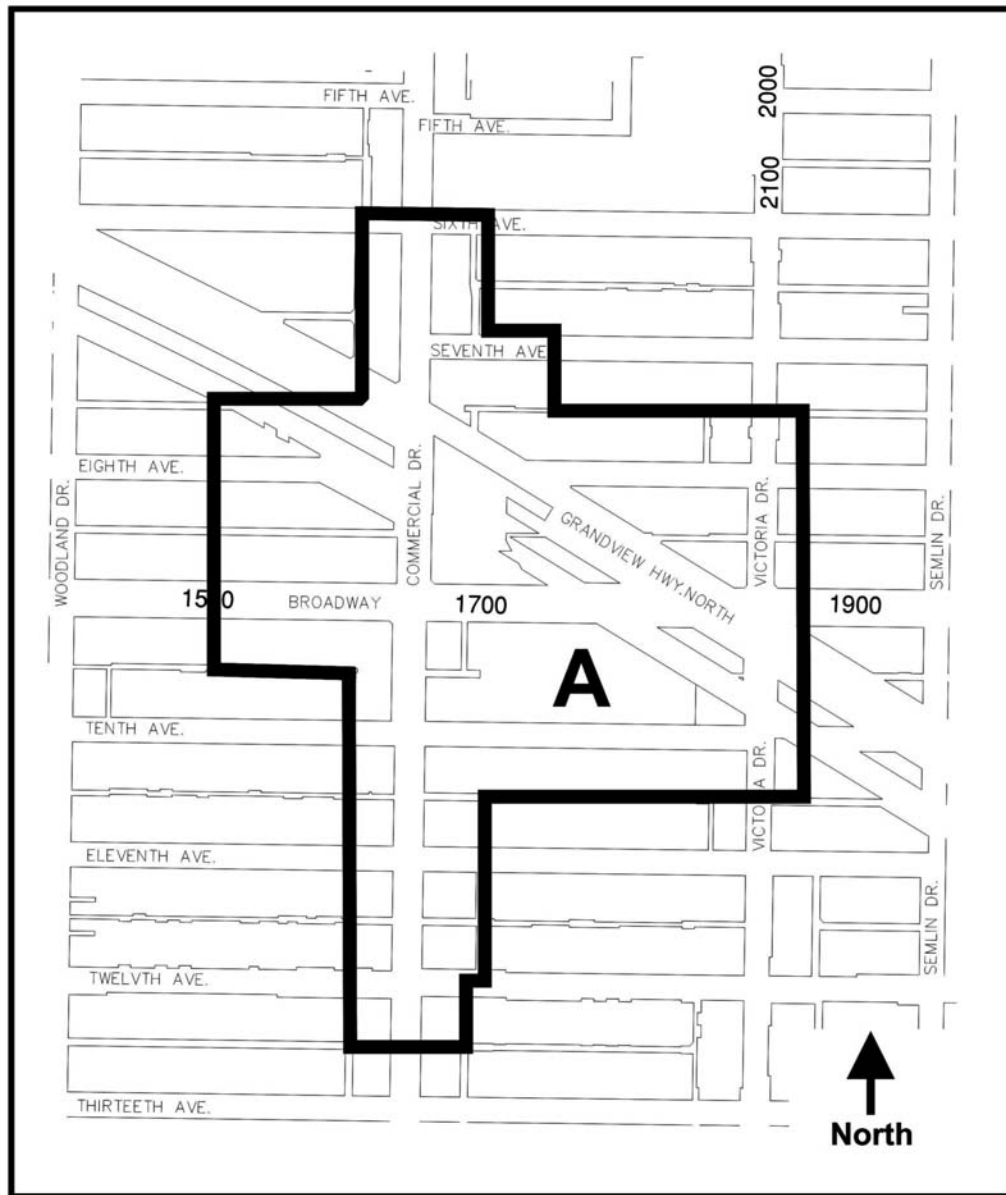 FIFTH AVE.
2000
FIFTH AVE.
2100
SIXTH AVE.
SEVENTH AVE
EIGHTH AVE.
WOODLAND DR.
COMMERCIAL DR.
GRANDVIEW HWY.NORTH
VICTORIA DR.
SEMLIN DR.
1500
BROADWAY
1700
1900
A
TENTH AVE.
VICTORIA DR.
ELEVENTH AVE.
SEMLIN DR.
TWELVTH AVE.
THIRTEETH AVE.
North